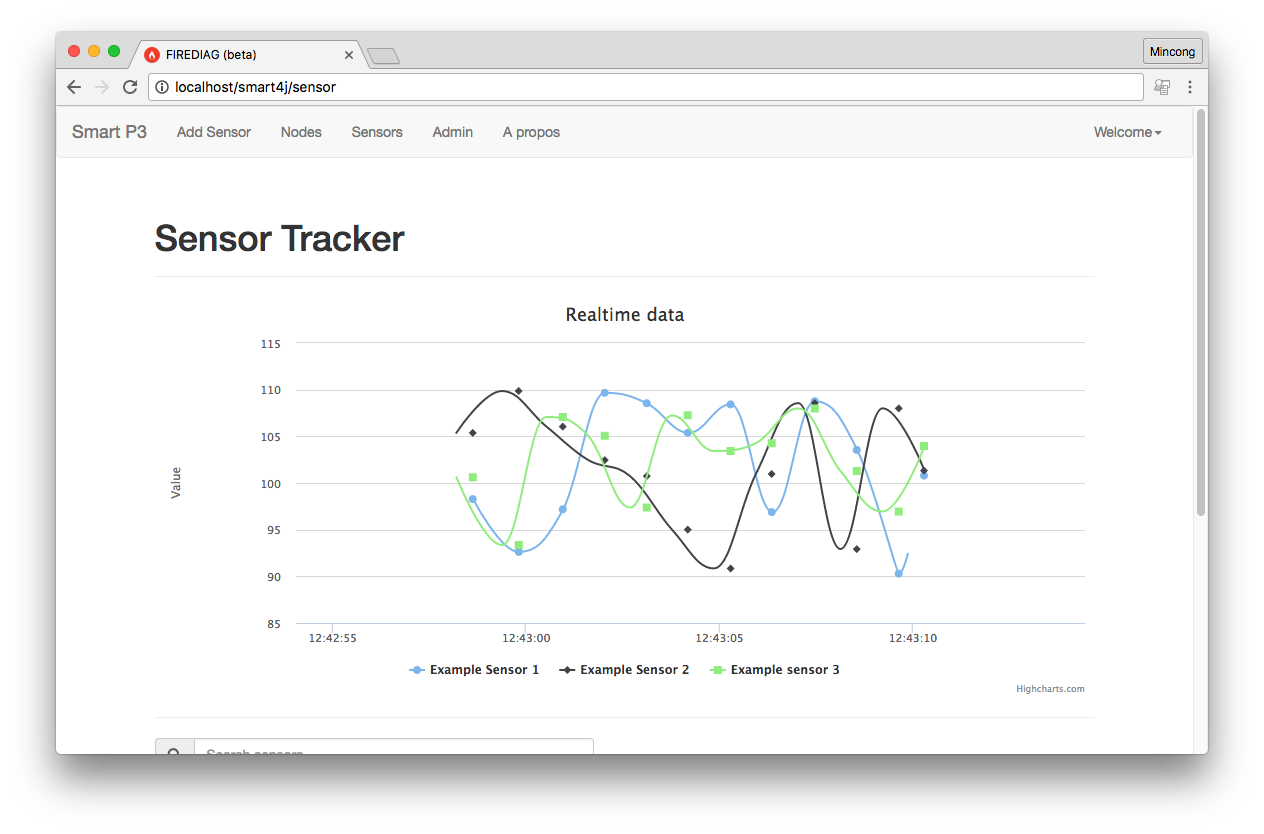 FIREDIAG (beta)
Mincong
localhost/smart4j/sensor
Smart P3 Add Sensor Nodes Sensors Admin A propos Welcome
Sensor Tracker
Realtime data
Value
115
110
105
100
95
90
85
12:42:55 12:43:00 12:43:05 12:43:10
Example Sensor 1 Example Sensor 2 Example sensor 3
Highcharts.com
Search sensors